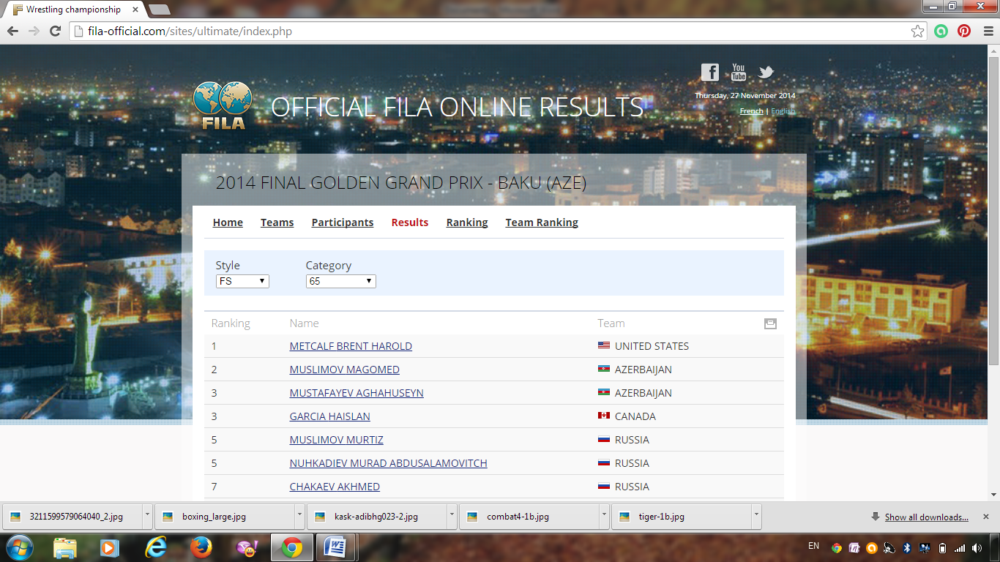 Wrestling championship
fila-official.com/sites/ultimate/index.php
You
Tube
Thursday, 27 November 2014
French | English
FILA
OFFICIAL FILA ONLINE RESULTS
2014 FINAL GOLDEN GRAND PRIX - BAKU (AZE)
Home Teams Participants Results Ranking Team Ranking
Style Category
FS 65
Ranking Name Team
1 METCALF BRENT HAROLD UNITED STATES
2 MUSLIMOV MAGOMED AZERBAIJAN
3 MUSTAFAYEV AGHAHUSEYN AZERBAIJAN
3 GARCIA HAISLAN CANADA
5 MUSLIMOV MURTIZ RUSSIA
5 NUHKADIEV MURAD ABDUSALAMOVITCH RUSSIA
7 CHAKAEV AKHMED RUSSIA
3211599579064040_2.jpg boxing_large.jpg kask-adibhg023-2.jpg combat4-1b.jpg tiger-1b.jpg Show all downloads...
EN